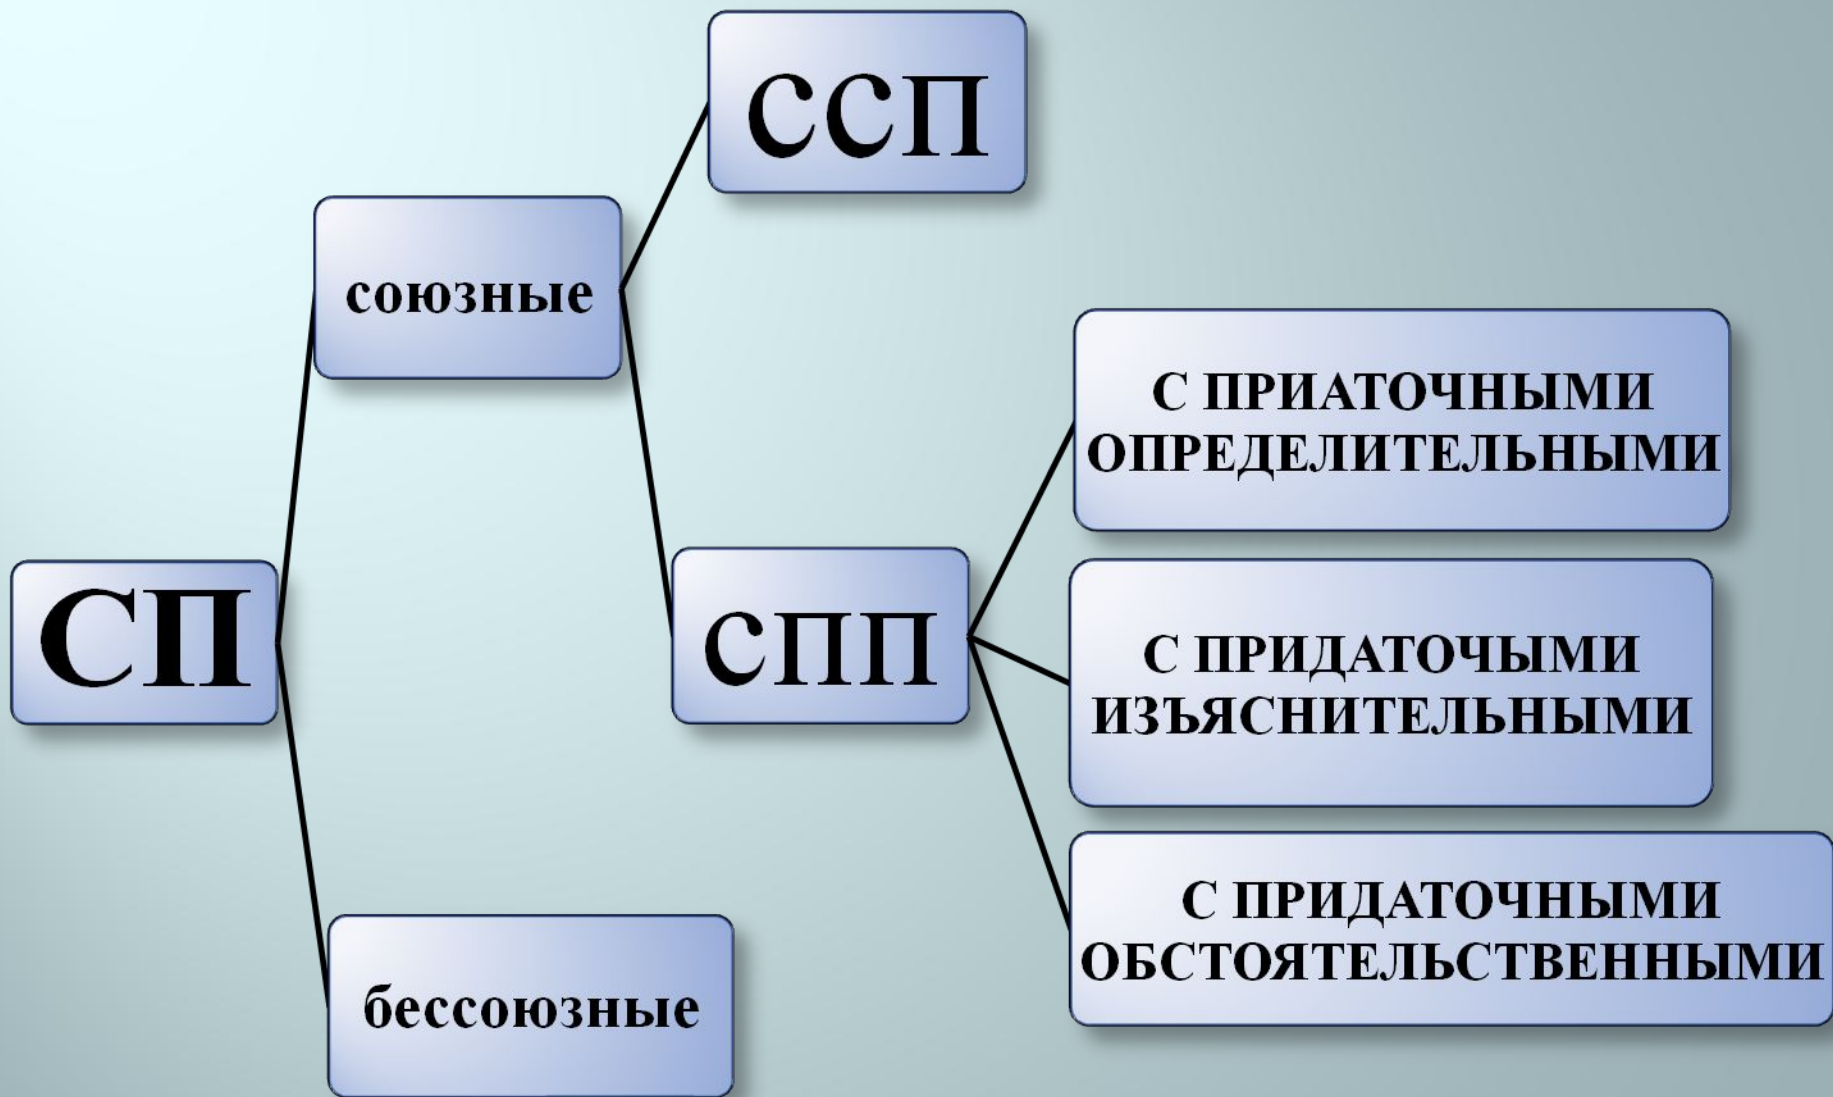 ССП
союзные
С ПРИАТОЧНЫМИ
ОПРЕДЕЛИТЕЛЬНЫМИ
СП
СПП
С ПРИДАТОЧЫМИ
ИЗЪЯСНИТЕЛЬНЫМИ
С ПРИДАТОЧНЫМИ
ОБСТОЯТЕЛЬСТВЕННЫМИ
бессоюзные